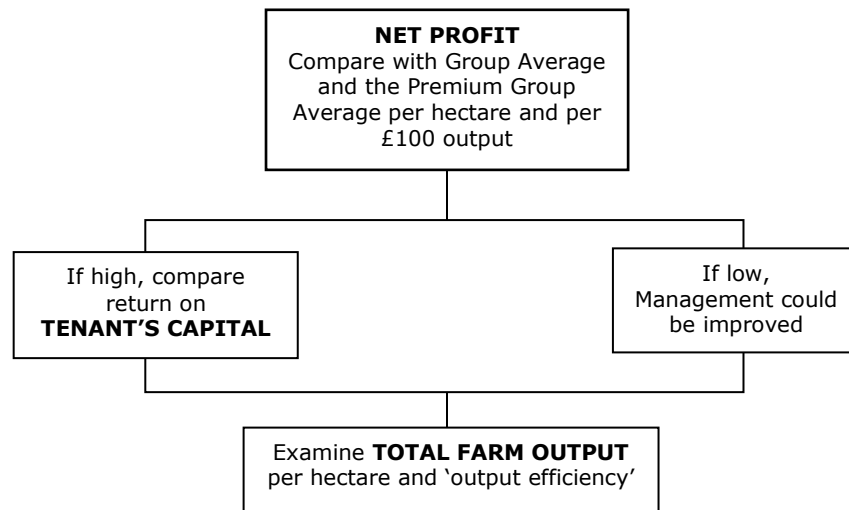 NET PROFIT
Compare with Group Average
and the Premium Group
Average per hectare and per
£100 output
If high, compare
return on
TENANT’S CAPITAL
If low,
Management could
be improved
Examine TOTAL FARM OUTPUT
per hectare and ‘output efficiency’